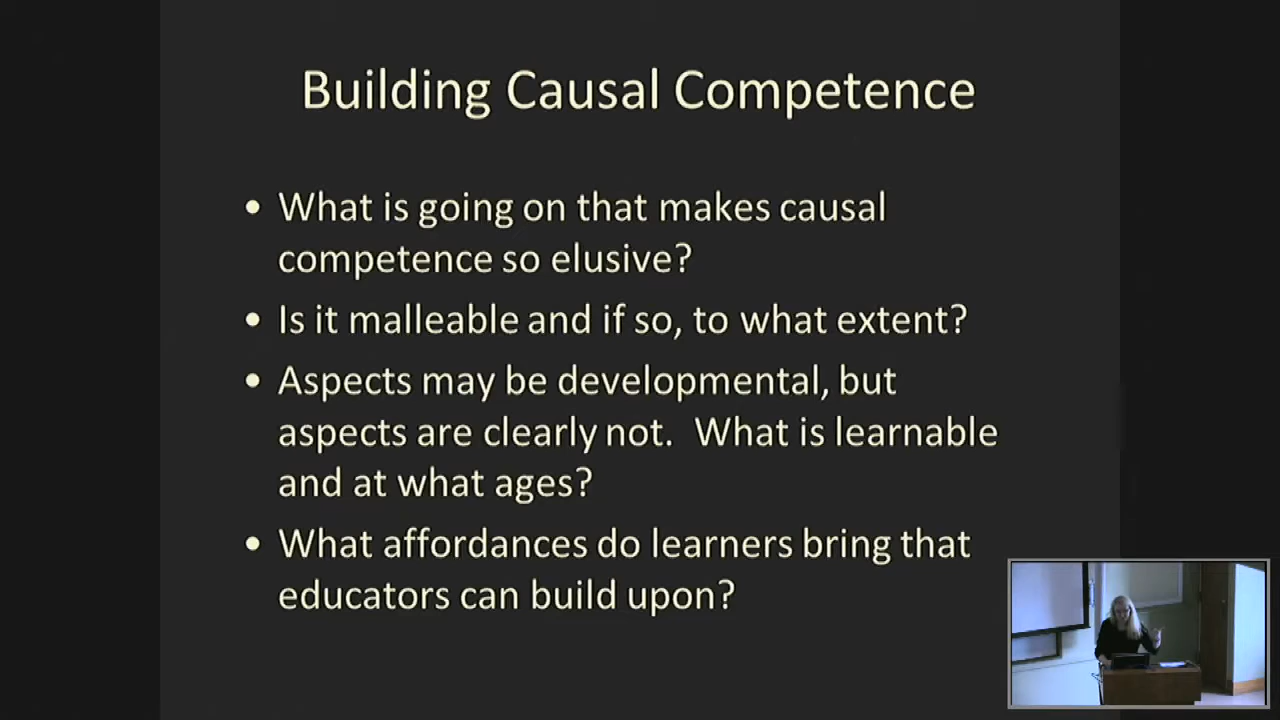 Building Causal Competence
• What is going on that makes causal
competence so elusive?
• Is it malleable and if so, to what extent?
• Aspects may be developmental, but
aspects are clearly not.  What is learnable
and at what ages?
• What affordances do learners bring that
educators can build upon?